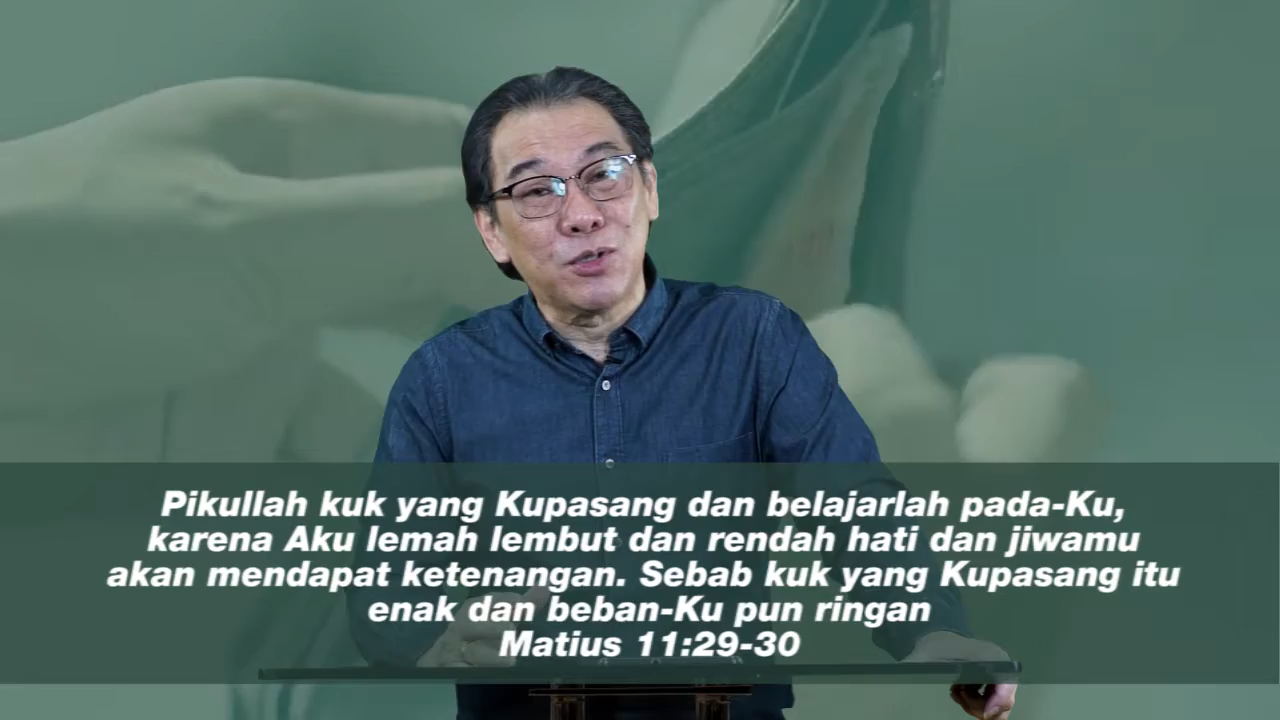 Pikullah kuk yang Kupasang dan belajarlah pada-Ku,
karena Aku lemah lembut dan rendah hati dan jiwamu
akan mendapat ketenangan. Sebab kuk yang Kupasang itu
enak dan beban-Ku pun ringan
Matius 11:29-30